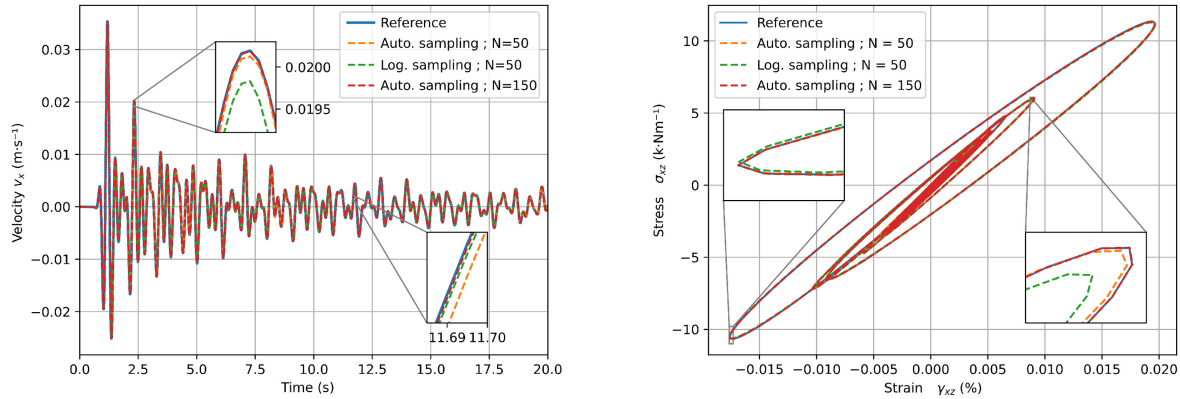 Reference
Auto. sampling ; N=50
Log. sampling ; N=50
Auto. sampling ; N=150
0.0200
0.0195
11.69 11.70
0.03
0.02
0.01
0.00
−0.01
−0.02
Velocity vₓ (m·s⁻¹)
0.0 2.5 5.0 7.5 10.0 12.5 15.0 17.5 20.0
Time (s)
Reference
Auto. sampling ; N = 50
Log. sampling ; N = 50
Auto. sampling ; N = 150
10
5
0
−5
−10
Stress σxz (k·Nm⁻¹)
−0.015 −0.010 −0.005 0.000 0.005 0.010 0.015 0.020
Strain γxz (%)